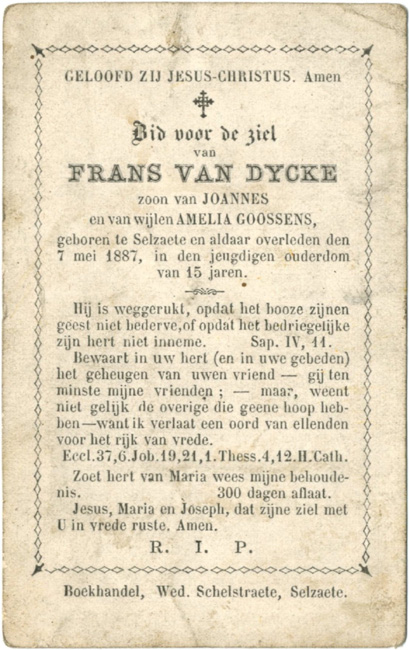 GELOOFD ZIJ JESUS-CHRISTUS. Amen
Bid voor de ziel
van
FRANS VAN DYCKE
zoon van JOANNES
en van wijlen AMELIA GOOSSENS,
geboren te Selzaete en aldaar overleden den
7 mei 1887, in den jeugdigen ouderdom
van 15 jaren.
Hij is weggerukt, opdat het booze zijnen
geest niet bederve, of opdat het bedriegelijke
zijn hert niet inneme. Sap. IV, 11.
Bewaart in uw hert (en in uwe gebeden)
het geheugen van uwen vriend — gij ten
minste mijne vrienden ; — maar, weent
niet gelijk de overige die geene hoop heb-
ben—want ik verlaat een oord van ellenden
voor het rijk van vrede.
Eccl.37,6.Job.19,21,1.Thess.4,12.H.Cath.
Zoet hert van Maria wees mijne behoude-
nis. 300 dagen aflaat.
Jesus, Maria en Joseph, dat zijne ziel met
U in vrede ruste. Amen.
R. I. P.
Boekhandel, Wed. Schelstraete, Selzaete.